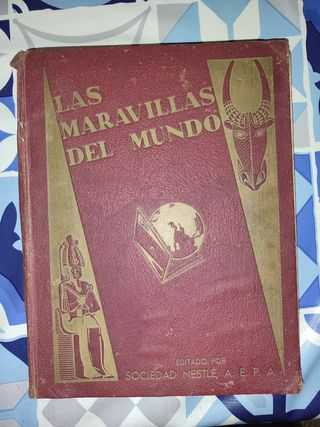 LAS
MARAVILLAS
DEL MUNDO
EDITADO POR
SOCIEDAD NESTLÉ, A. E. P. A.